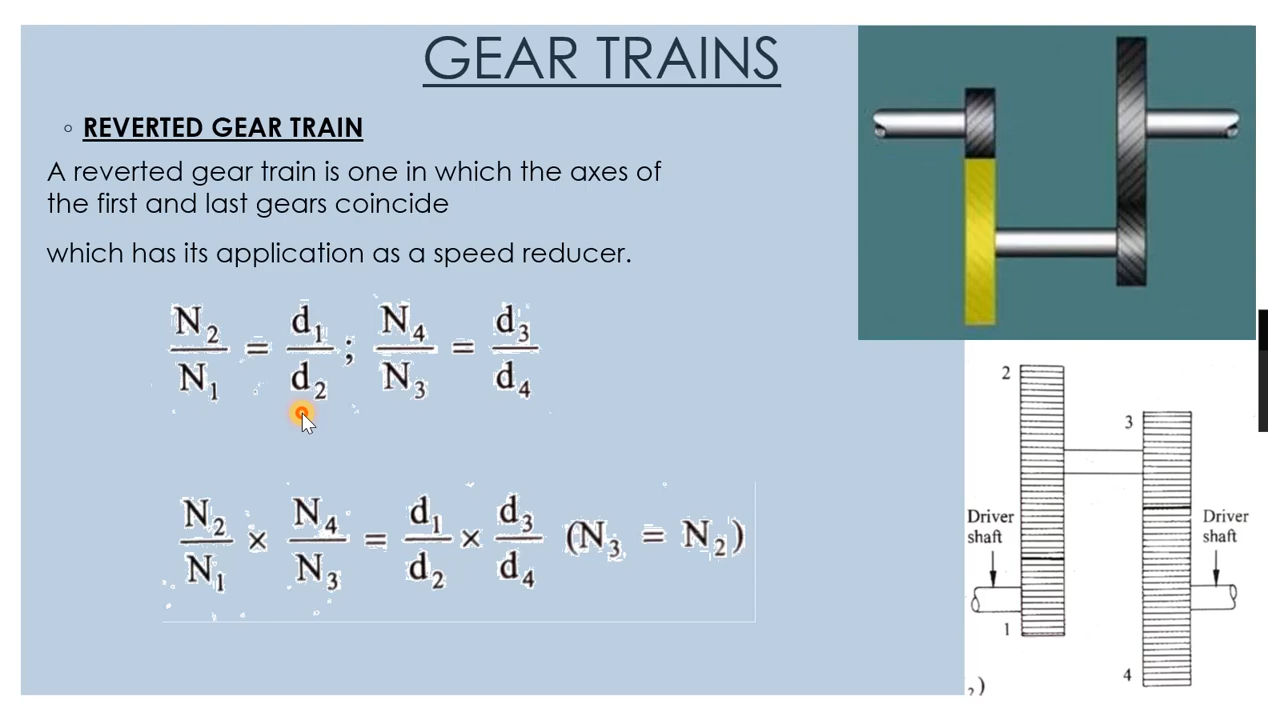 GEAR TRAINS
◦ REVERTED GEAR TRAIN
A reverted gear train is one in which the axes of
the first and last gears coincide
which has its application as a speed reducer.
N₂/N₁ = d₁/d₂ ; N₄/N₃ = d₃/d₄
N₂/N₁ × N₄/N₃ = d₁/d₂ × d₃/d₄ (N₃ = N₂)
2
3
Driver
shaft
Driver
shaft
1
4
₂)